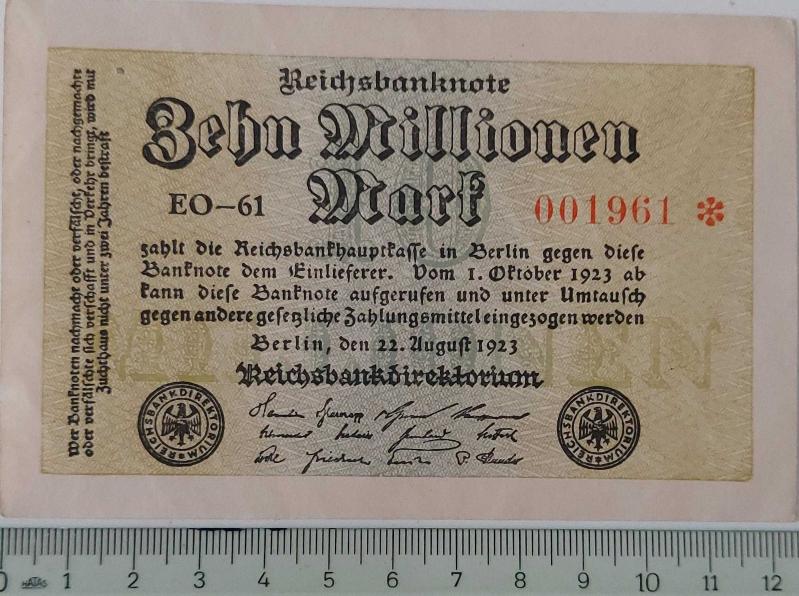 Reichsbanknote
Zehn Millionen
Mark
EO–61
001961 *
zahlt die Reichsbankhauptkasse in Berlin gegen diese
Banknote dem Einlieferer. Vom 1. Oktober 1923 ab
kann diese Banknote aufgerufen und unter Umtausch
gegen andere gesetzliche Zahlungsmittel eingezogen werden
Berlin, den 22. August 1923
Reichsbankdirektorium
REICHSBANKDIREKTORIUM
REICHSBANKDIREKTORIUM
Wer Banknoten nachmacht oder verfälscht, oder nachgemachte
oder verfälschte sich verschafft und in Verkehr bringt, wird mit
Zuchthaus nicht unter zwei Jahren bestraft
0 HATAS 1 2 3 4 5 6 7 8 9 10 11 12